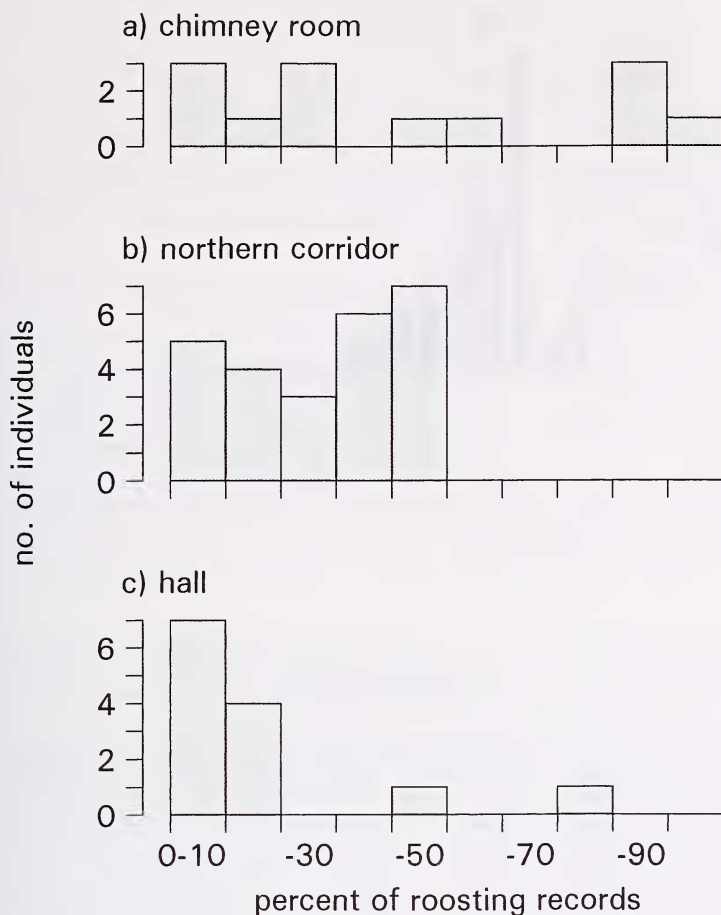 a) chimney room
2
0
b) northern corridor
6
4
2
0
no. of individuals
c) hall
6
4
2
0
0-10 -30 -50 -70 -90
percent of roosting records